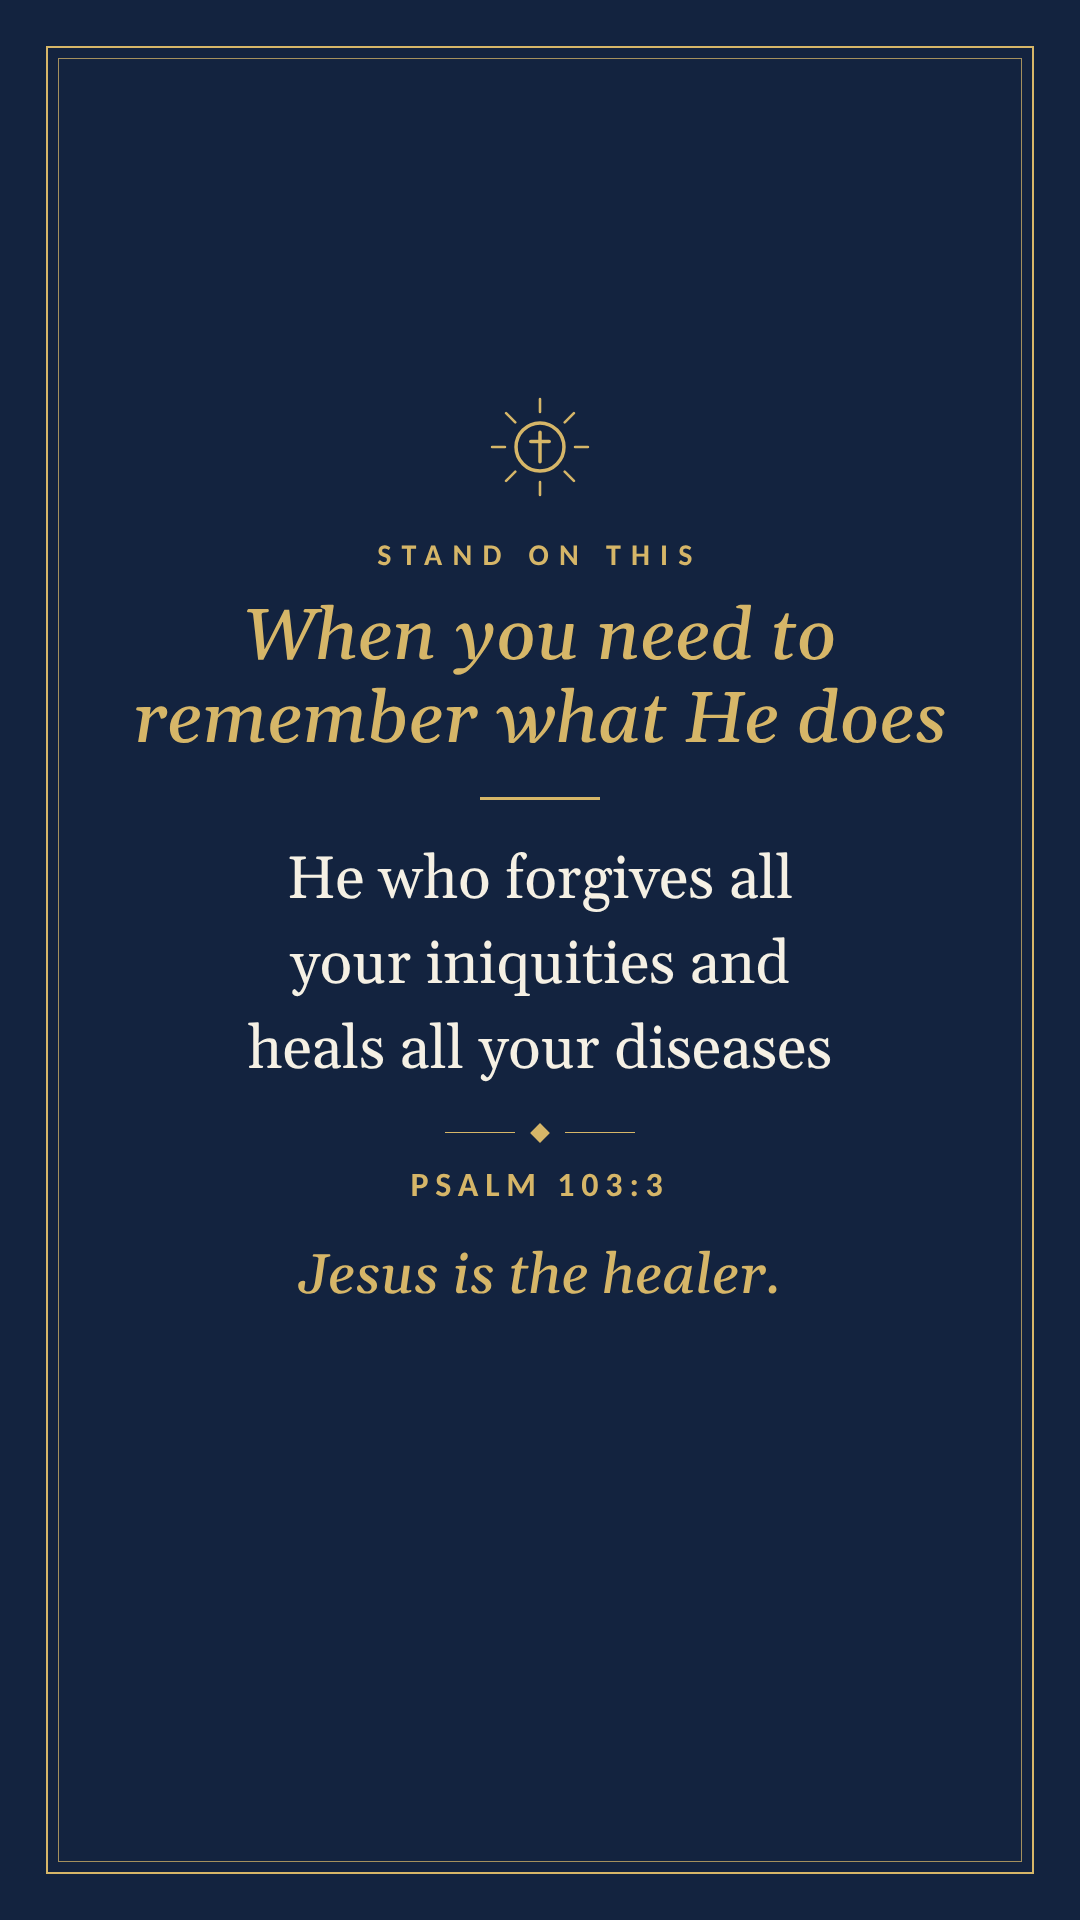 STAND ON THIS
When you need to
remember what He does
He who forgives all
your iniquities and
heals all your diseases
PSALM 103:3
Jesus is the healer.